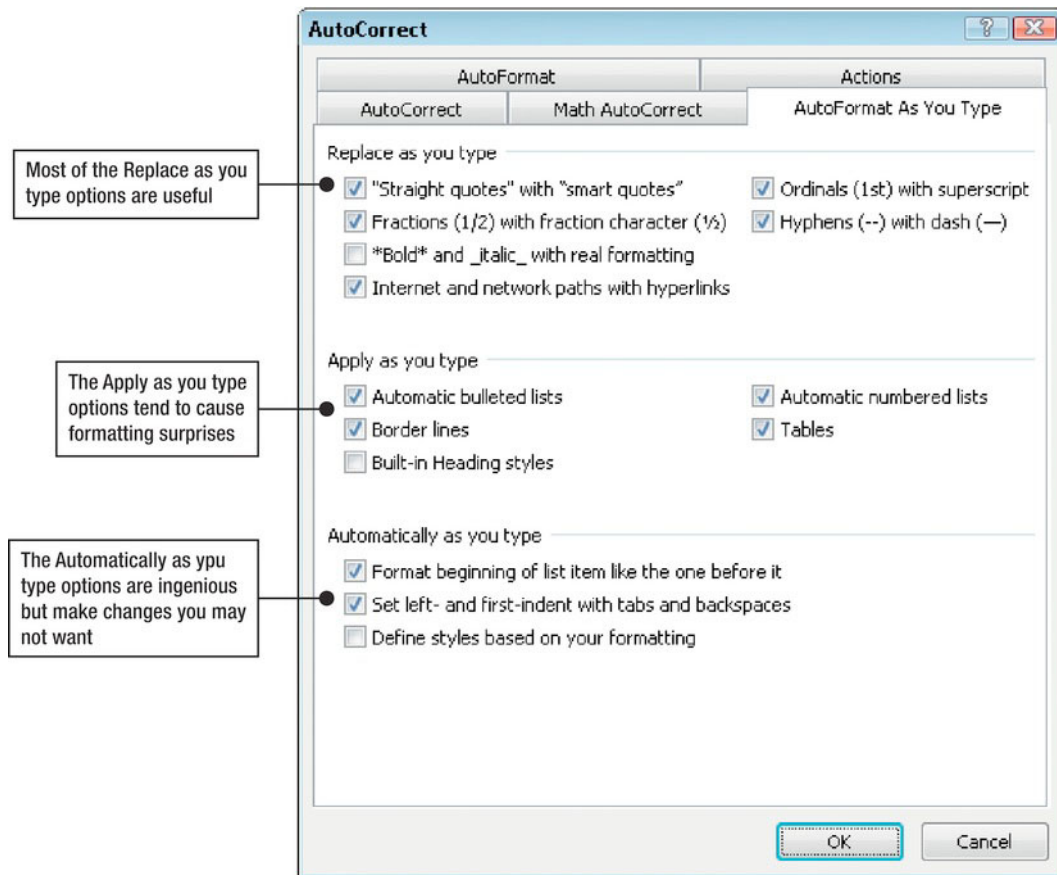 AutoCorrect
AutoFormat
Actions
AutoCorrect
Math AutoCorrect
AutoFormat As You Type
Most of the Replace as you
type options are useful
Replace as you type
"Straight quotes" with “smart quotes”
Ordinals (1st) with superscript
Fractions (1/2) with fraction character (½)
Hyphens (--) with dash (—)
*Bold* and _italic_ with real formatting
Internet and network paths with hyperlinks
The Apply as you type
options tend to cause
formatting surprises
Apply as you type
Automatic bulleted lists
Automatic numbered lists
Border lines
Tables
Built-in Heading styles
The Automatically as ypu
type options are ingenious
but make changes you may
not want
Automatically as you type
Format beginning of list item like the one before it
Set left- and first-indent with tabs and backspaces
Define styles based on your formatting
OK
Cancel